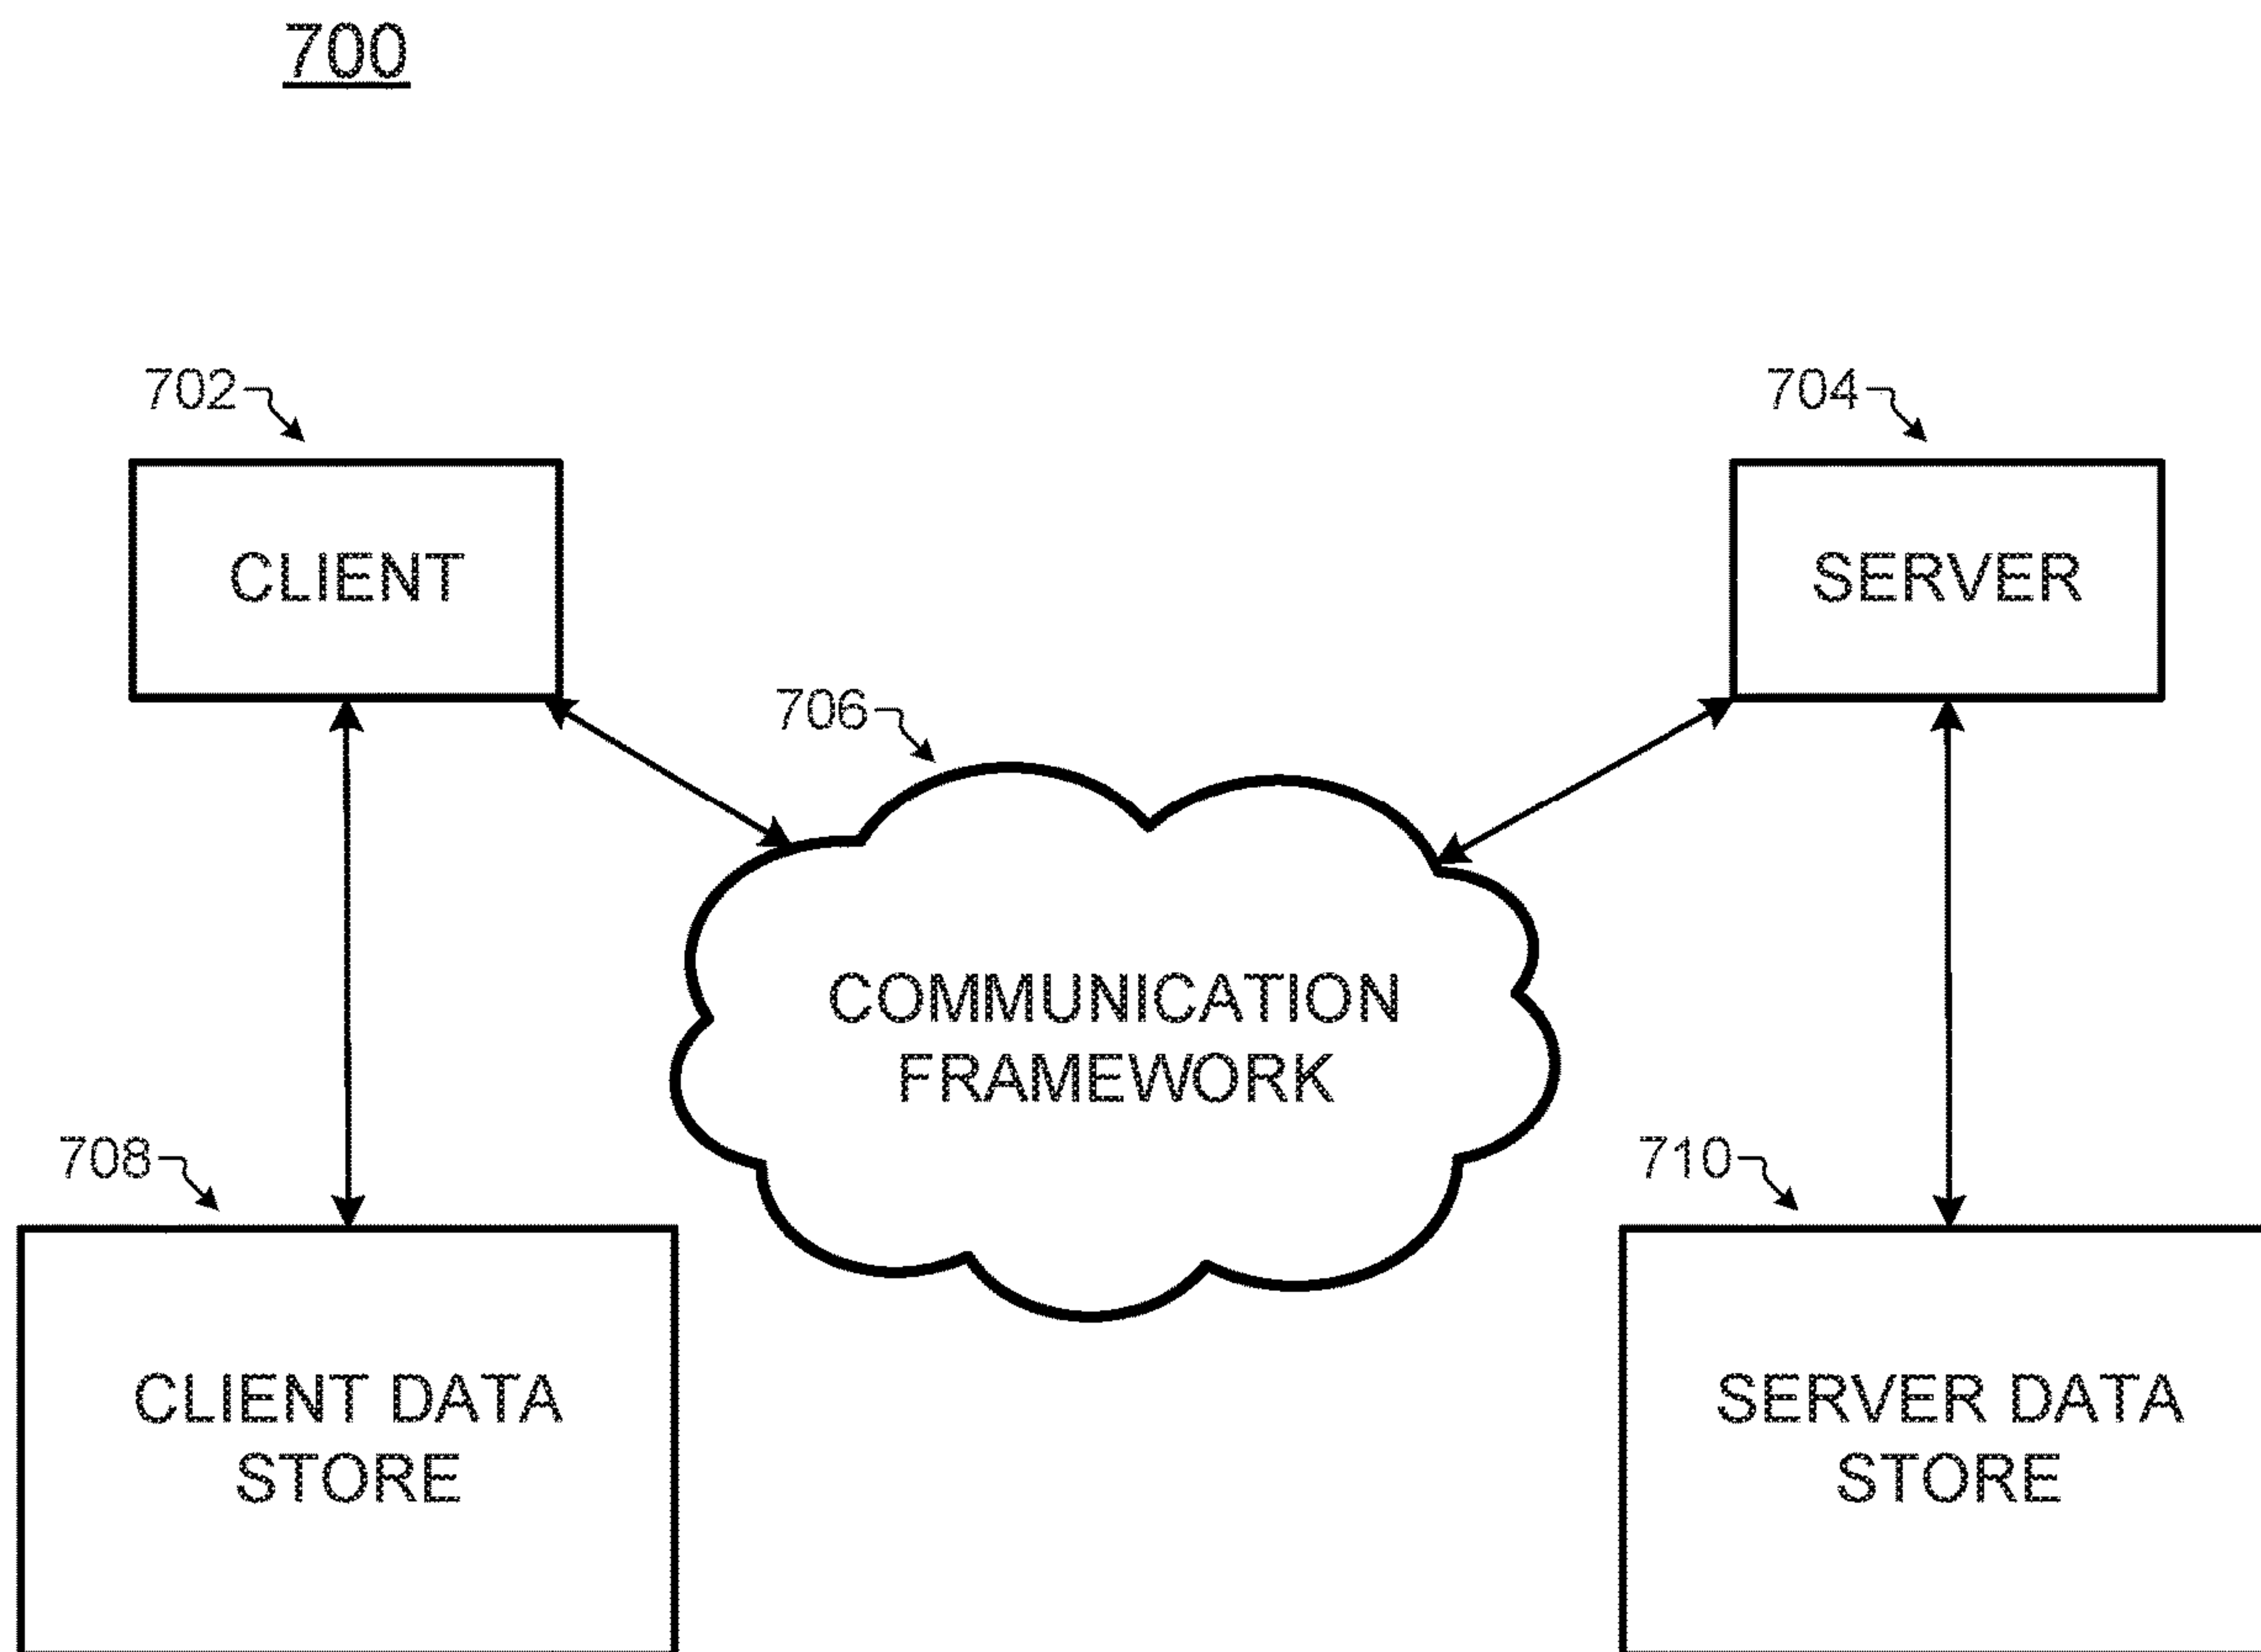 700
702
704
CLIENT
SERVER
706
COMMUNICATION
FRAMEWORK
708
710
CLIENT DATA
STORE
SERVER DATA
STORE